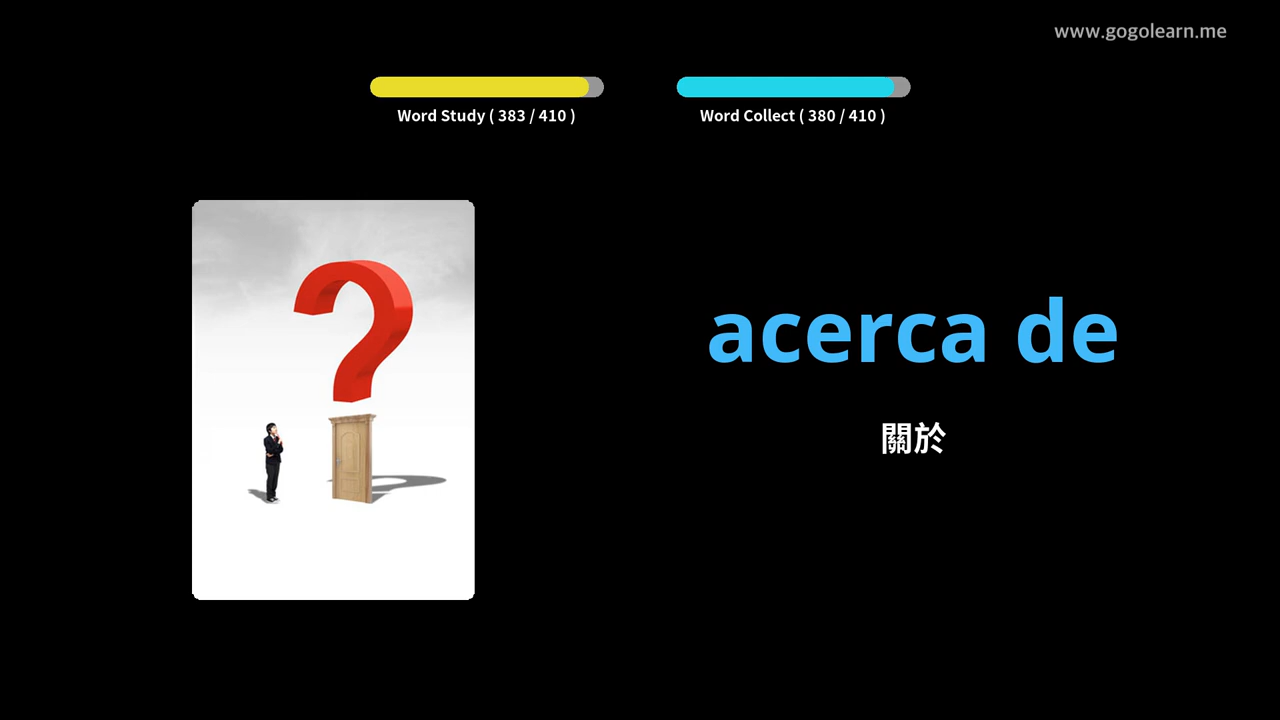 www.gogolearn.me
Word Study ( 383 / 410 )
Word Collect ( 380 / 410 )
acerca de
關於